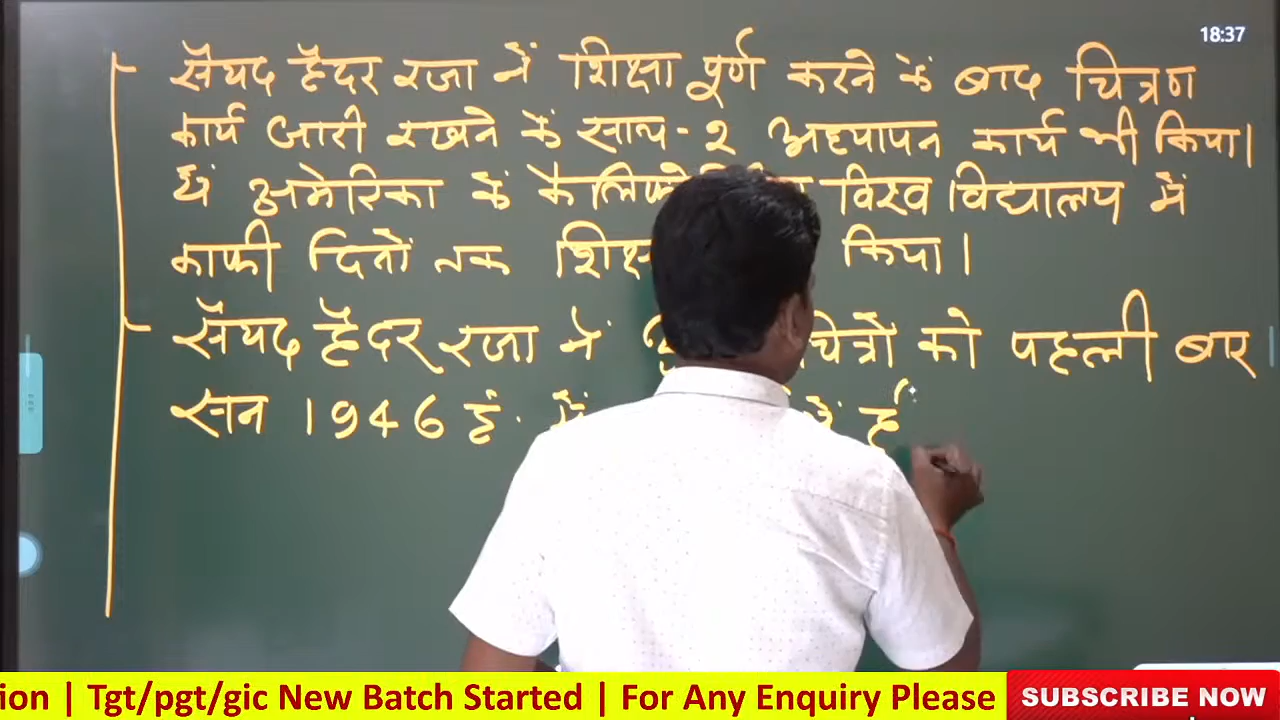 18:37
सैयद हैदर रजा ने शिक्षा पूर्ण करने के बाद चित्रण
कार्य जारी रखने के साथ-२ अध्यापन कार्य भी किया।
अमेरिका के विश्व विद्यालय में
काफी दिनों तक किया।
सैयद हैदर रजा ने चित्रों को पहली बार
सन 1946 ई. में
ion | Tgt/pgt/gic New Batch Started | For Any Enquiry Please
SUBSCRIBE NOW